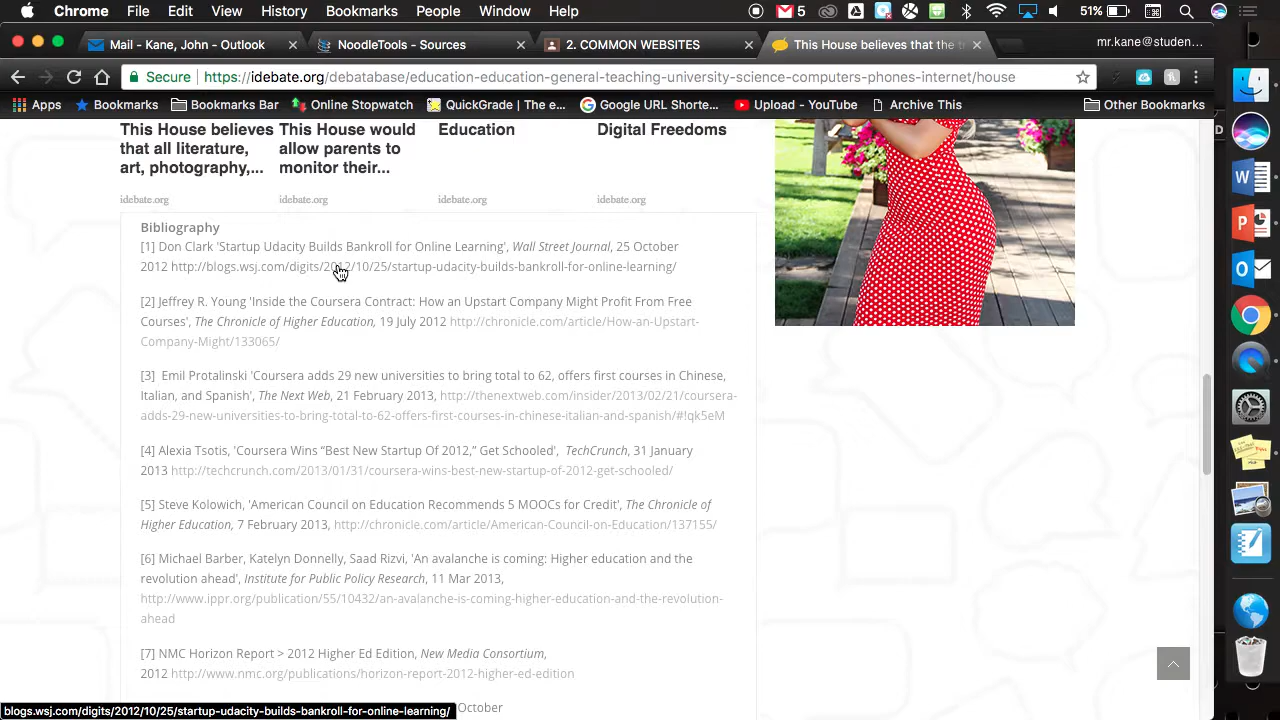 Chrome File Edit View History Bookmarks People Window Help 5 51%
Mail - Kane, John - Outlook NoodleTools - Sources 2. COMMON WEBSITES This House believes that the t mr.kane@studen...
Secure https://idebate.org/debatabase/education-education-general-teaching-university-science-computers-phones-internet/house
Apps Bookmarks Bookmarks Bar Online Stopwatch QuickGrade | The e... Google URL Shorte... Upload - YouTube Archive This Other Bookmarks
This House believes This House would Education Digital Freedoms
that all literature, allow parents to
art, photography,... monitor their...
idebate.org idebate.org idebate.org idebate.org
Bibliography
[1] Don Clark 'Startup Udacity Builds Bankroll for Online Learning', Wall Street Journal, 25 October
2012 http://blogs.wsj.com/digits/2012/10/25/startup-udacity-builds-bankroll-for-online-learning/
[2] Jeffrey R. Young 'Inside the Coursera Contract: How an Upstart Company Might Profit From Free
Courses', The Chronicle of Higher Education, 19 July 2012 http://chronicle.com/article/How-an-Upstart-
Company-Might/133065/
[3] Emil Protalinski 'Coursera adds 29 new universities to bring total to 62, offers first courses in Chinese,
Italian, and Spanish', The Next Web, 21 February 2013, http://thenextweb.com/insider/2013/02/21/coursera-
adds-29-new-universities-to-bring-total-to-62-offers-first-courses-in-chinese-italian-and-spanish/#!qk5eM
[4] Alexia Tsotis, 'Coursera Wins “Best New Startup Of 2012,” Get Schooled', TechCrunch, 31 January
2013 http://techcrunch.com/2013/01/31/coursera-wins-best-new-startup-of-2012-get-schooled/
[5] Steve Kolowich, 'American Council on Education Recommends 5 MOOCs for Credit', The Chronicle of
Higher Education, 7 February 2013, http://chronicle.com/article/American-Council-on-Education/137155/
[6] Michael Barber, Katelyn Donnelly, Saad Rizvi, 'An avalanche is coming: Higher education and the
revolution ahead', Institute for Public Policy Research, 11 Mar 2013,
http://www.ippr.org/publication/55/10432/an-avalanche-is-coming-higher-education-and-the-revolution-
ahead
[7] NMC Horizon Report > 2012 Higher Ed Edition, New Media Consortium,
2012 http://www.nmc.org/publications/horizon-report-2012-higher-ed-edition
October
blogs.wsj.com/digits/2012/10/25/startup-udacity-builds-bankroll-for-online-learning/